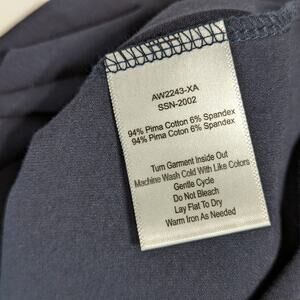 AW2243-XA
SSN-2002
94% Pima Cotton 6% Spandex
94% Pima Coton 6% Spandex
Turn Garment Inside Out
Machine Wash Cold With Like Colors
Gentle Cycle
Do Not Bleach
Lay Flat To Dry
Warm Iron As Needed